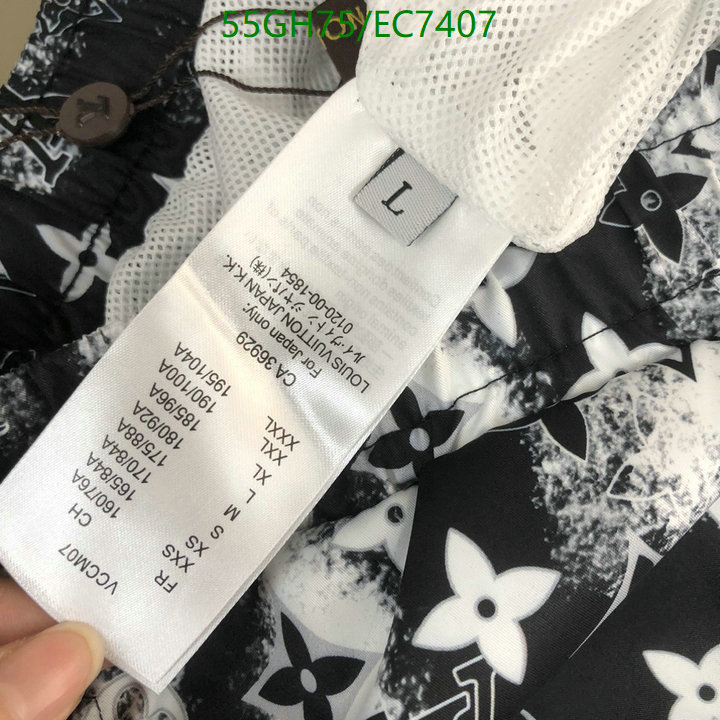 55GH75/EC7407
L
For Japan only:
LOUIS VUITTON JAPAN K.K.
ルイ・ヴィトン ジャパン(株)
0120-00-1854
CA 36929
XXXL 195/104A
XXL 190/100A
XL 185/96A
L 180/92A
M 175/88A
S 170/84A
XS 165/84A
XXS 160/76A
FR CH
VCCM07